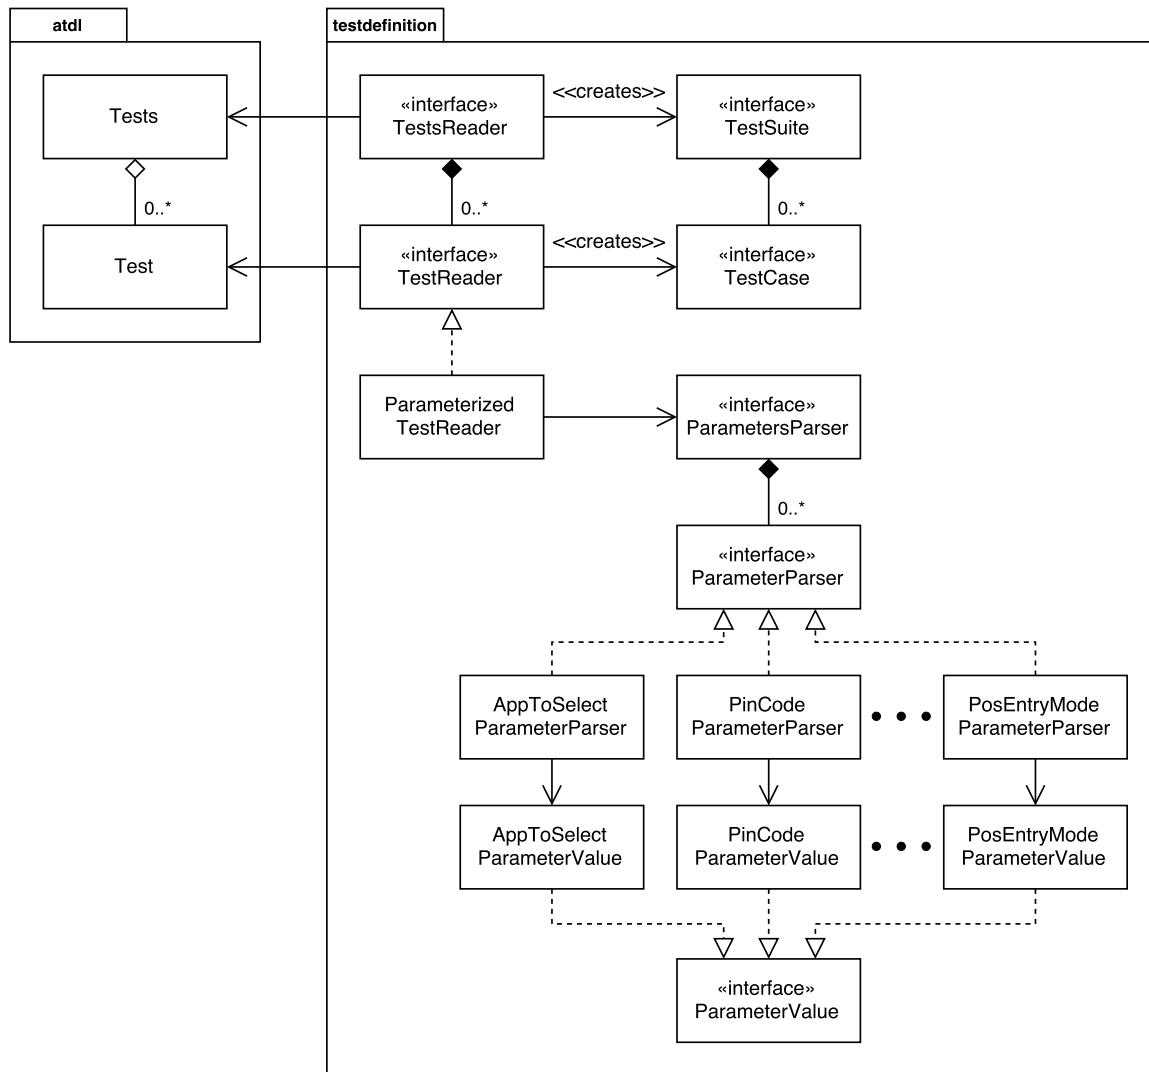 atdl
testdefinition
Tests
«interface»
TestsReader
<<creates>>
«interface»
TestSuite
0..*
0..*
0..*
Test
«interface»
TestReader
<<creates>>
«interface»
TestCase
Parameterized
TestReader
«interface»
ParametersParser
0..*
«interface»
ParameterParser
AppToSelect
ParameterParser
PinCode
ParameterParser
PosEntryMode
ParameterParser
AppToSelect
ParameterValue
PinCode
ParameterValue
PosEntryMode
ParameterValue
«interface»
ParameterValue